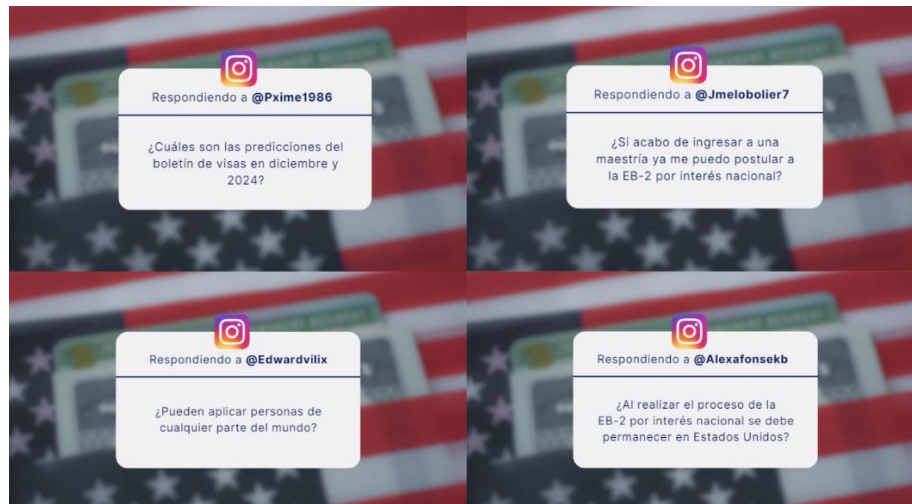 Respondiendo a @Pxime1986
¿Cuáles son las predicciones del
boletín de visas en diciembre y
2024?
Respondiendo a @Jmelobolier7
¿Si acabo de ingresar a una
maestría ya me puedo postular a
la EB-2 por interés nacional?
Respondiendo a @Edwardvilix
¿Pueden aplicar personas de
cualquier parte del mundo?
Respondiendo a @Alexafonsekb
¿Al realizar el proceso de la
EB-2 por interés nacional se debe
permanecer en Estados Unidos?